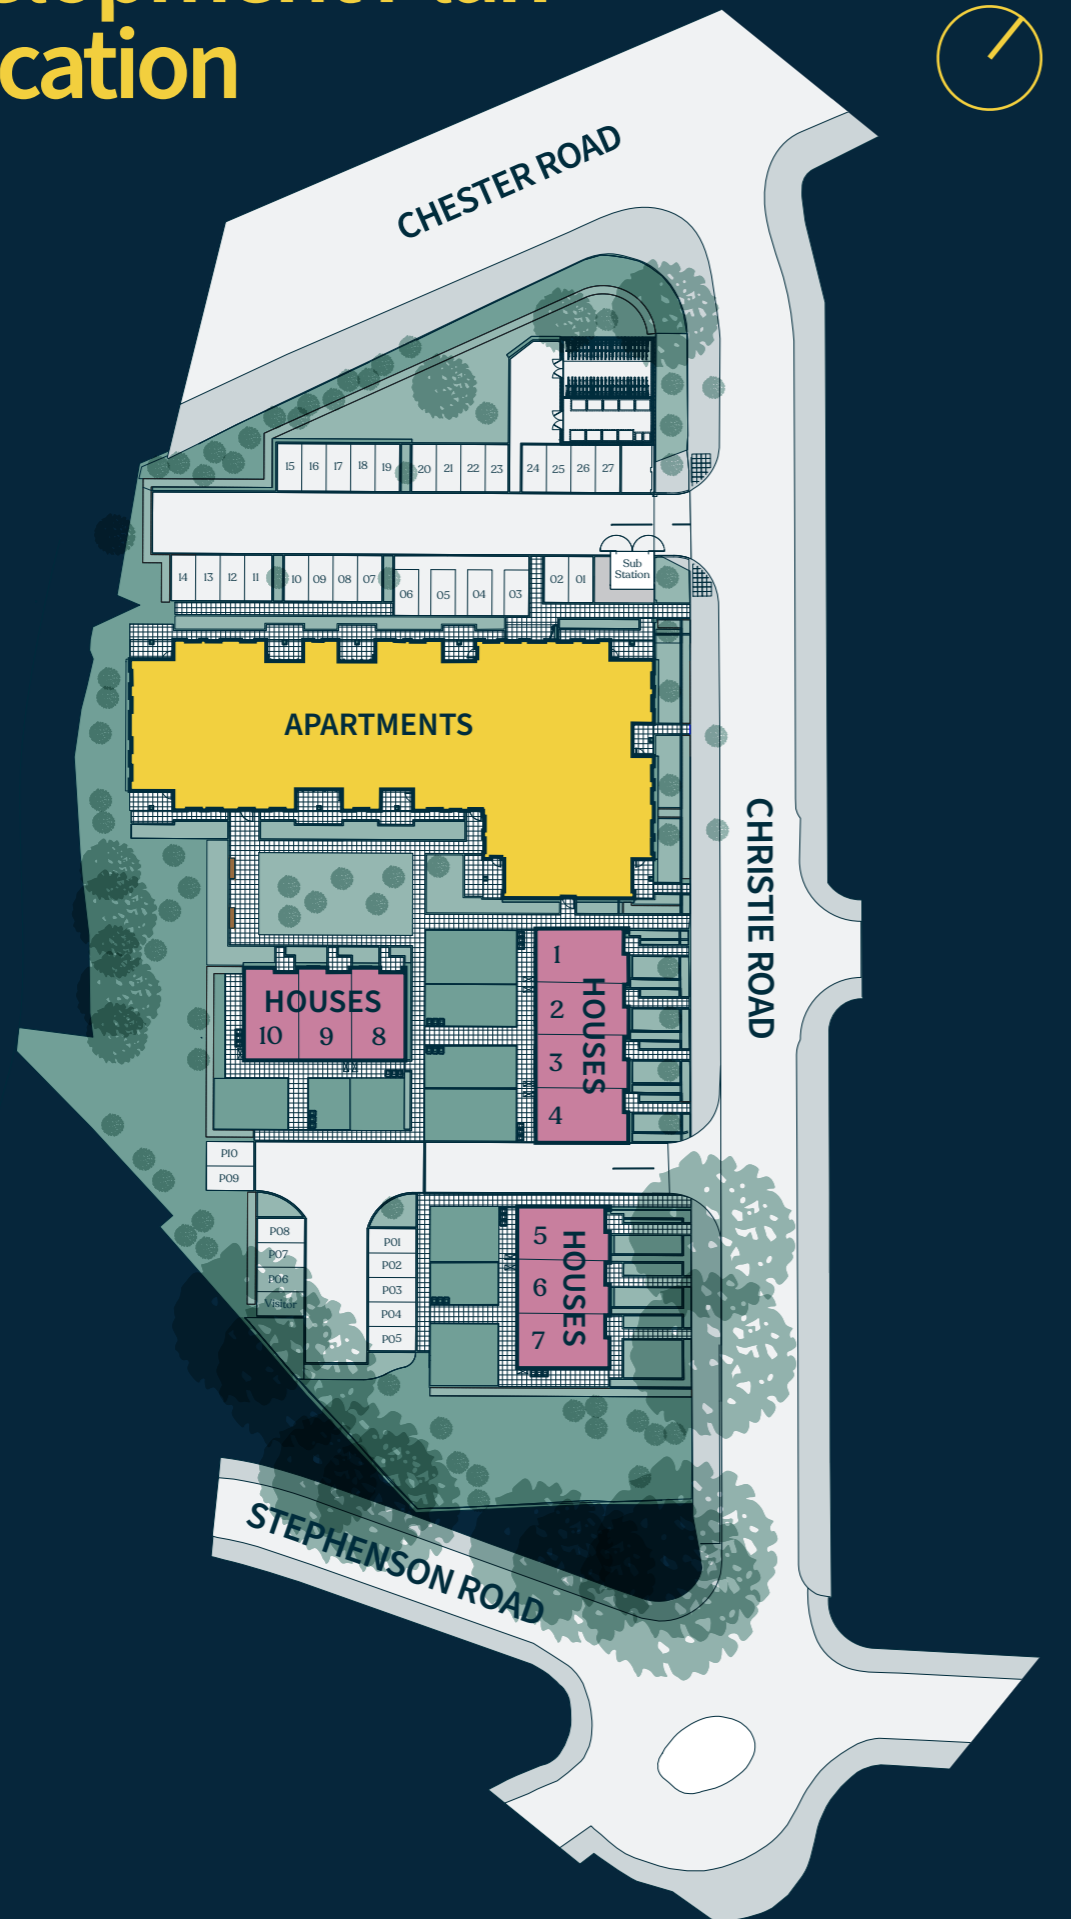 cation
CHESTER ROAD
15 16 17 18 19 20 21 22 23 24 25 26 27
14 13 12 11 10 09 08 07 06 05 04 03 02 01
Sub
Station
APARTMENTS
CHRISTIE ROAD
1
2
3
4
HOUSES
HOUSES
10 9 8
P10
P09
P08
P07
P06
Visitor
P01
P02
P03
P04
P05
5
6
7
HOUSES
STEPHENSON ROAD